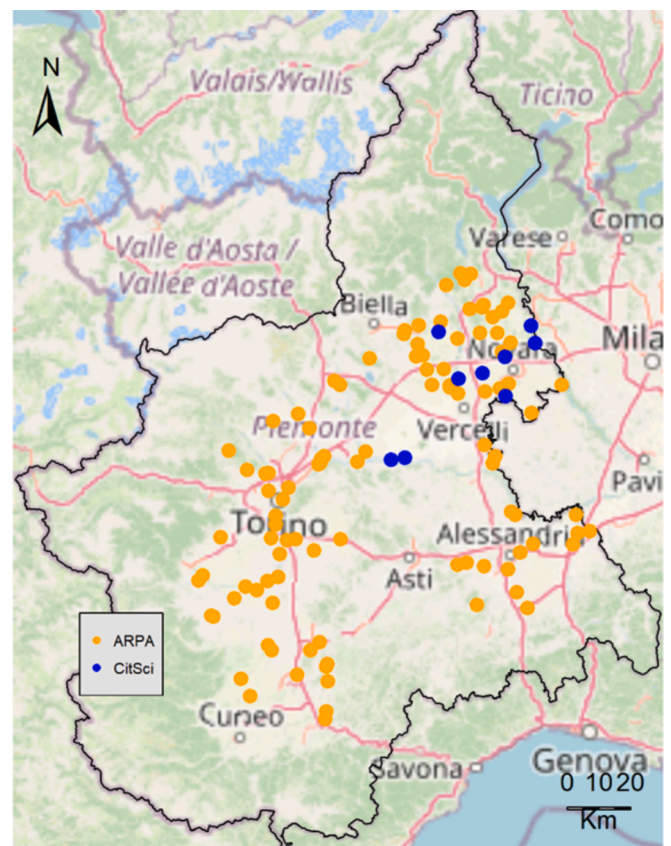 N
Valais/Wallis
Ticino
Como
Varese
Valle d'Aosta /
Vallée d'Aoste
Biella
Mila
Novara
Piemonte
Vercelli
Pavi
Torino
Alessandria
Asti
ARPA
CitSci
Cuneo
Savona
Genova
0 10 20
Km